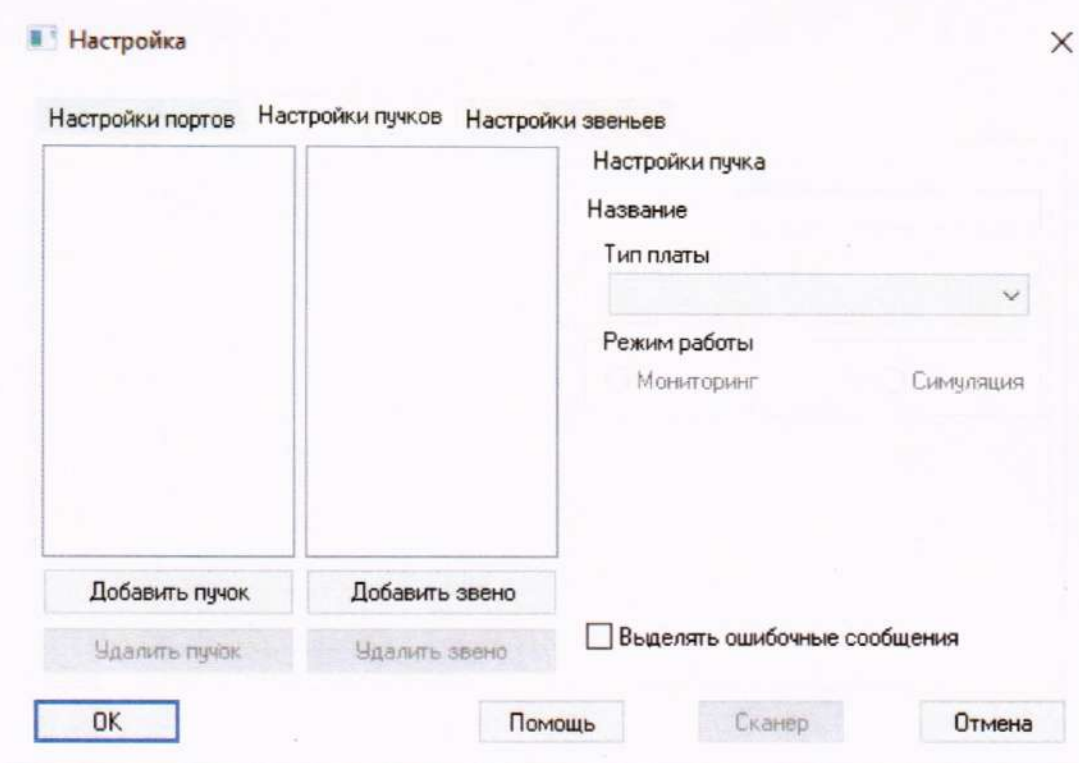 Настройка
Настройки портов Настройки пучков Настройки звеньев
Настройки пучка
Название
Тип платы
Режим работы
Мониторинг Симуляция
Добавить пучок Добавить звено
Удалить пучок Удалить звено
Выделять ошибочные сообщения
ОК Помощь Сканер Отмена